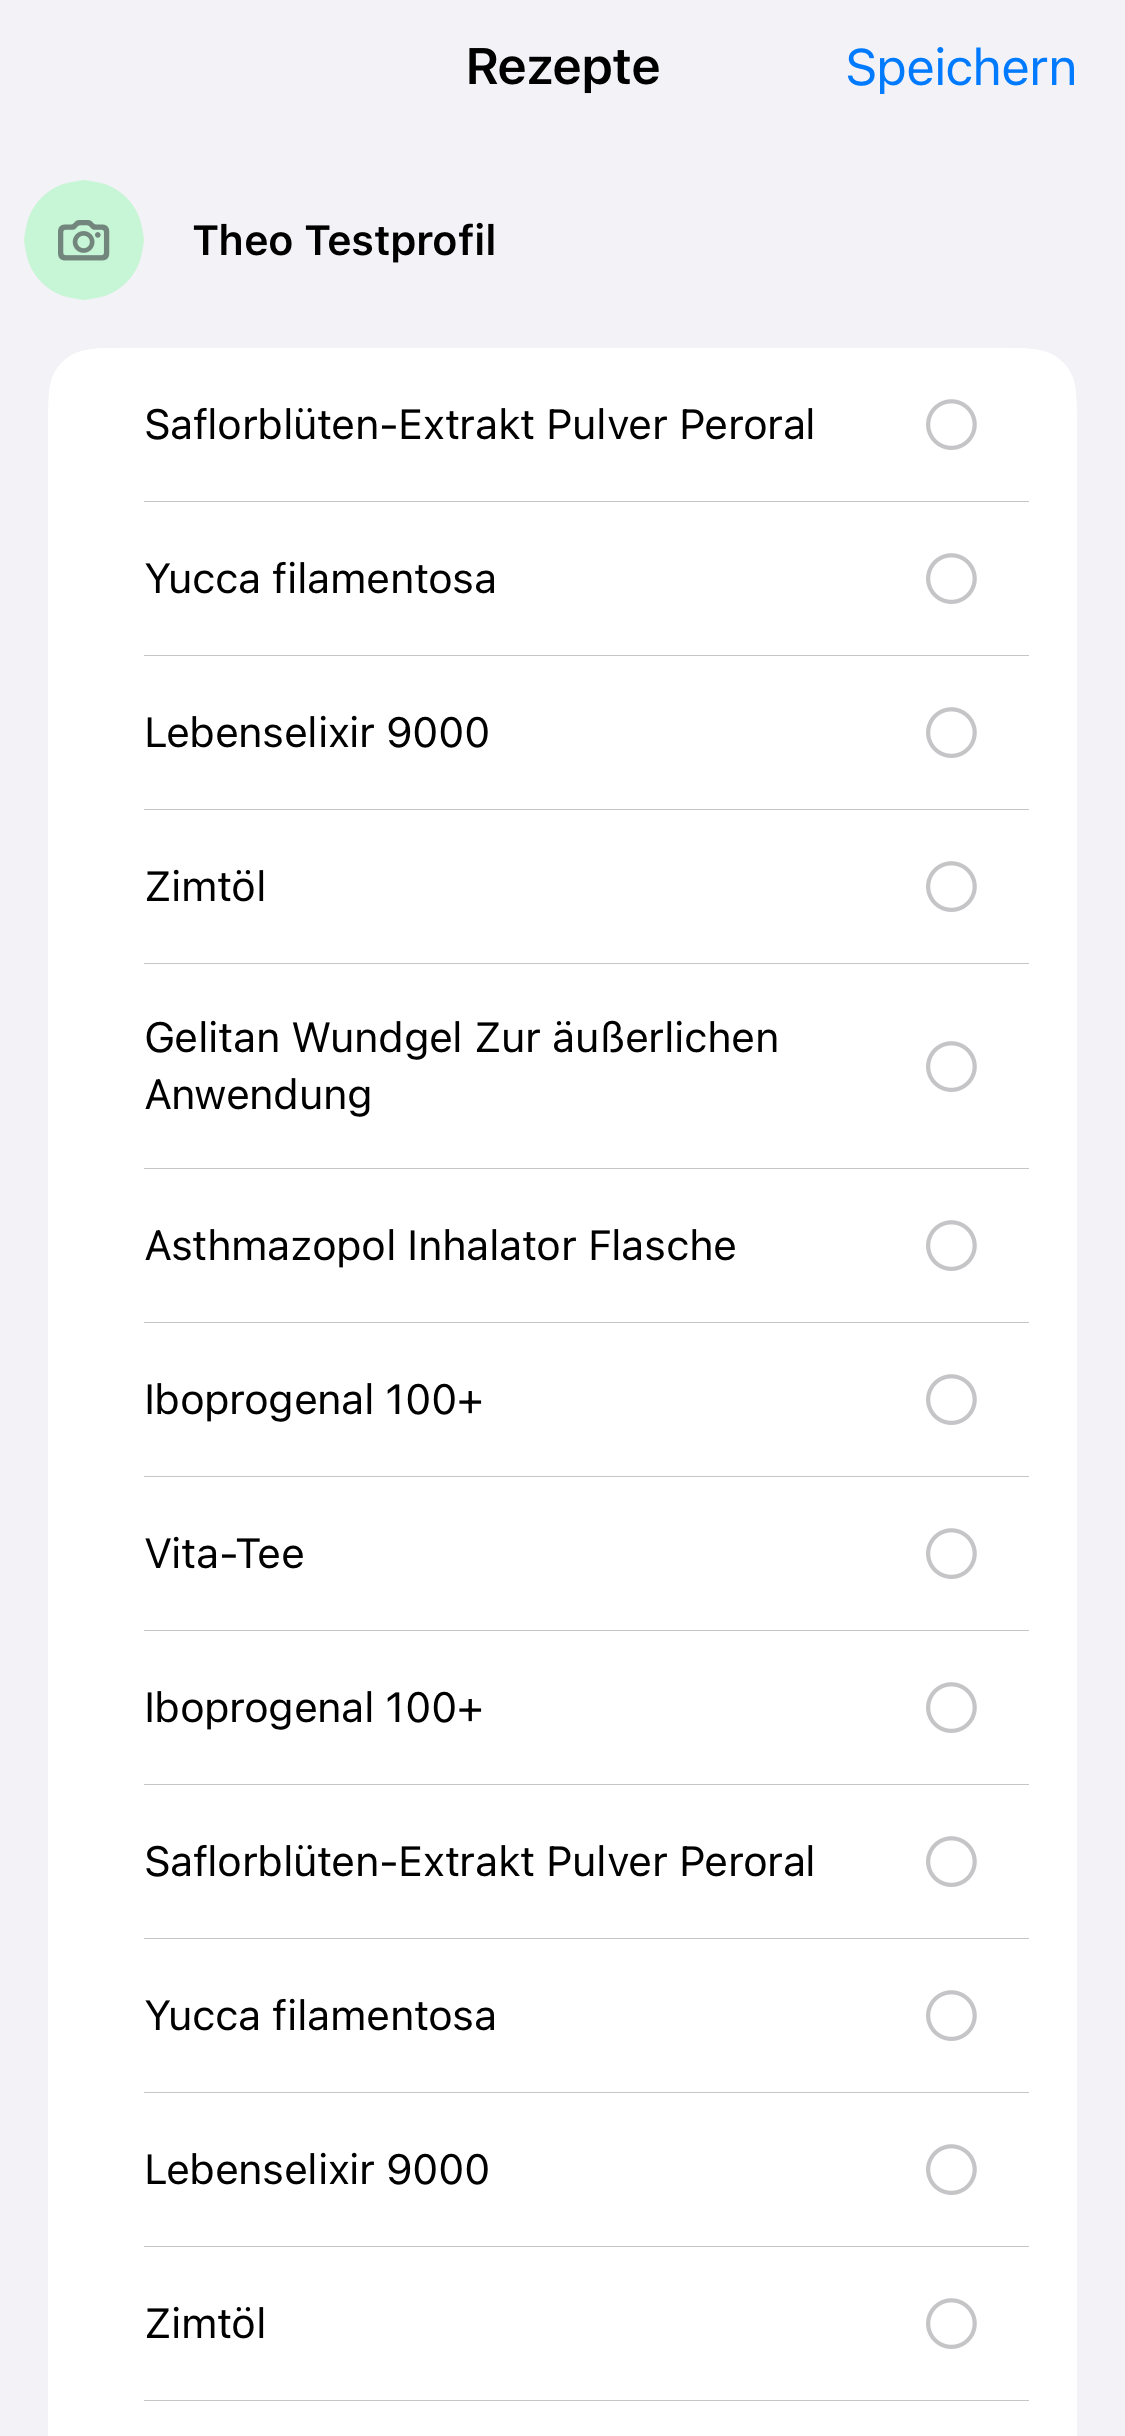 Rezepte
Speichern
Theo Testprofil
Saflorblüten-Extrakt Pulver Peroral
Yucca filamentosa
Lebenselixir 9000
Zimtöl
Gelitan Wundgel Zur äußerlichen
Anwendung
Asthmazopol Inhalator Flasche
Iboprogenal 100+
Vita-Tee
Iboprogenal 100+
Saflorblüten-Extrakt Pulver Peroral
Yucca filamentosa
Lebenselixir 9000
Zimtöl